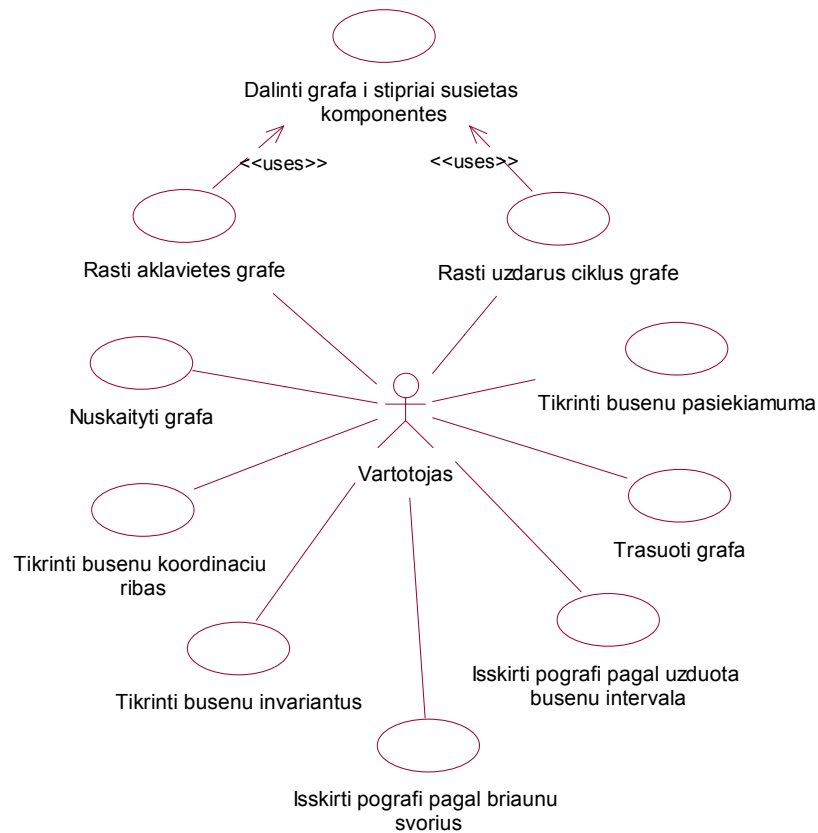 Dalinti grafa i stipriai susietas
komponentes
<<uses>>
<<uses>>
Rasti aklavietes grafe
Rasti uzdarus ciklus grafe
Nuskaityti grafa
Tikrinti busenu pasiekiamuma
Vartotojas
Tikrinti busenu koordinaciu
ribas
Trasuoti grafa
Tikrinti busenu invariantus
Isskirti pografi pagal uzduota
busenu intervala
Isskirti pografi pagal briaunu
svorius